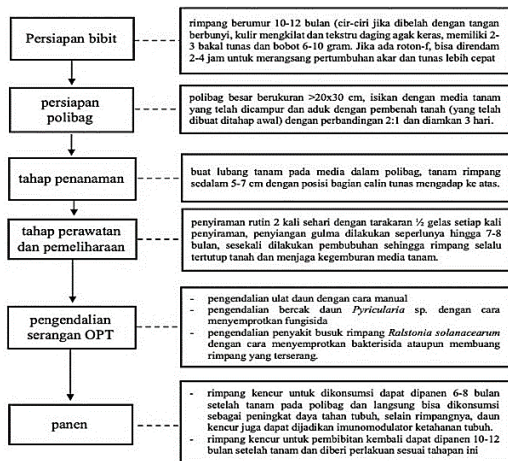 Persiapan bibit
rimpang berumur 10-12 bulan (cir-ciri jika dibelah dengan tangan
berbunyi, kulir mengkilat dan tekstru daging agak keras, memiliki 2-
3 bakal tunas dan bobot 6-10 gram. Jika ada roton-f, bisa direndam
2-4 jam untuk merangsang pertumbuhan akar dan tunas lebih cepat
persiapan
polibag
polibag besar berukuran >20x30 cm, isikan dengan media tanam
yang telah dicampur dan aduk dengan pembenah tanah (yang telah
dibuat ditahap awal) dengan perbandingan 2:1 dan diamkan 3 hari.
tahap penanaman
buat lubang tanam pada media dalam polibag, tanam rimpang
sedalam 5-7 cm dengan posisi bagian calin tunas mengadap ke atas.
tahap perawatan
dan pemeliharaan
penyiraman rutin 2 kali sehari dengan tarakaran ½ gelas setiap kali
penyiraman, penyiangan gulma dilakukan seperlunya hingga 7-8
bulan, sesekali dilakukan pembubuhan sehingga rimpang selalu
tertutup tanah dan menjaga kegemburan media tanam.
pengendalian
serangan OPT
- pengendalian ulat daun dengan cara manual
- pengendalian bercak daun Pyricularia sp. dengan cara
menyemprotkan fungisida
- pengendalian penyakit busuk rimpang Ralstonia solanacearum
dengan cara menyemprotkan bakterisida ataupun membuang
rimpang yang terserang.
panen
- rimpang kencur untuk dikonsumsi dapat dipanen 6-8 bulan
setelah tanam pada polibag dan langsung bisa dikonsumsi
sebagai peningkat daya tahan tubuh, selain rimpangnya, daun
kencur juga dapat dijadikan imunomodulator ketahanan tubuh.
- rimpang kencur untuk pembibitan kembali dapat dipanen 10-12
bulan setelah tanam dan diberi perlakuan sesuai tahapan ini